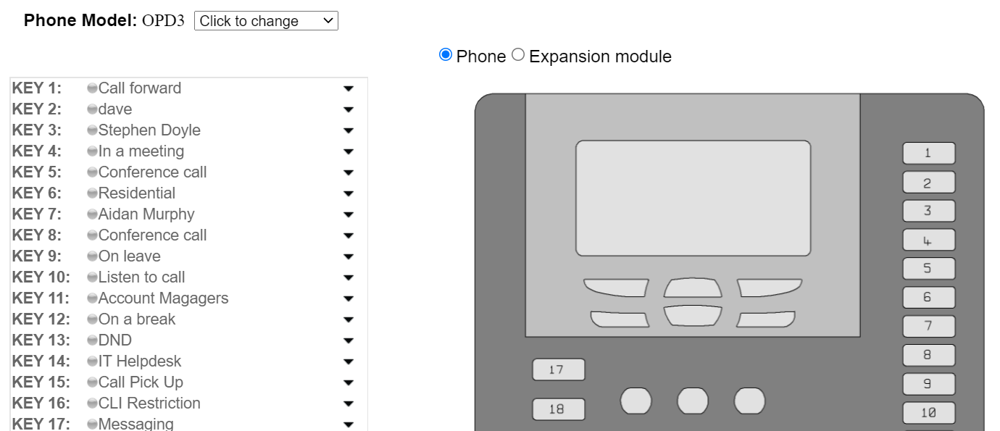 Phone Model: OPD3 Click to change
Phone Expansion module
KEY 1: Call forward
KEY 2: dave
KEY 3: Stephen Doyle
KEY 4: In a meeting
KEY 5: Conference call
KEY 6: Residential
KEY 7: Aidan Murphy
KEY 8: Conference call
KEY 9: On leave
KEY 10: Listen to call
KEY 11: Account Magagers
KEY 12: On a break
KEY 13: DND
KEY 14: IT Helpdesk
KEY 15: Call Pick Up
KEY 16: CLI Restriction
KEY 17: Messaging
1
2
3
4
5
6
7
8
9
10
17
18